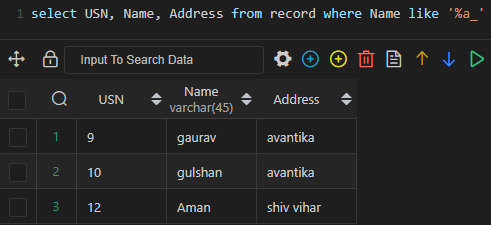 1 select USN, Name, Address from record where Name like '%a_'
Input To Search Data
USN Name varchar(45) Address
1 9 gaurav avantika
2 10 gulshan avantika
3 12 Aman shiv vihar